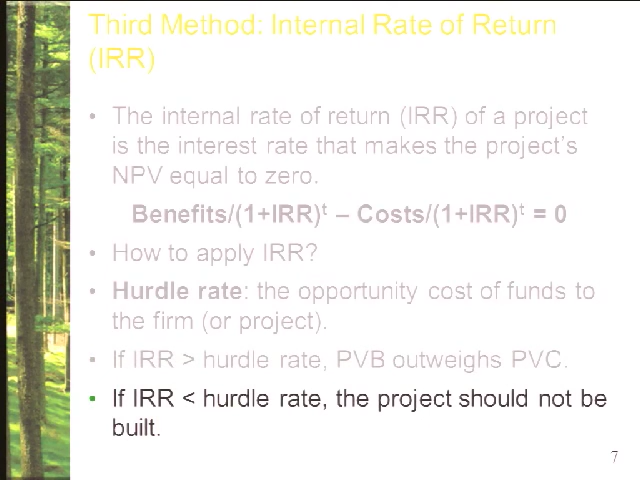 Third Method: Internal Rate of Return
(IRR)
• The internal rate of return (IRR) of a project
is the interest rate that makes the project's
NPV equal to zero.
Benefits/(1+IRR)ᵗ – Costs/(1+IRR)ᵗ = 0
• How to apply IRR?
• Hurdle rate: the opportunity cost of funds to
the firm (or project).
• If IRR > hurdle rate, PVB outweighs PVC.
• If IRR < hurdle rate, the project should not be
built.
7